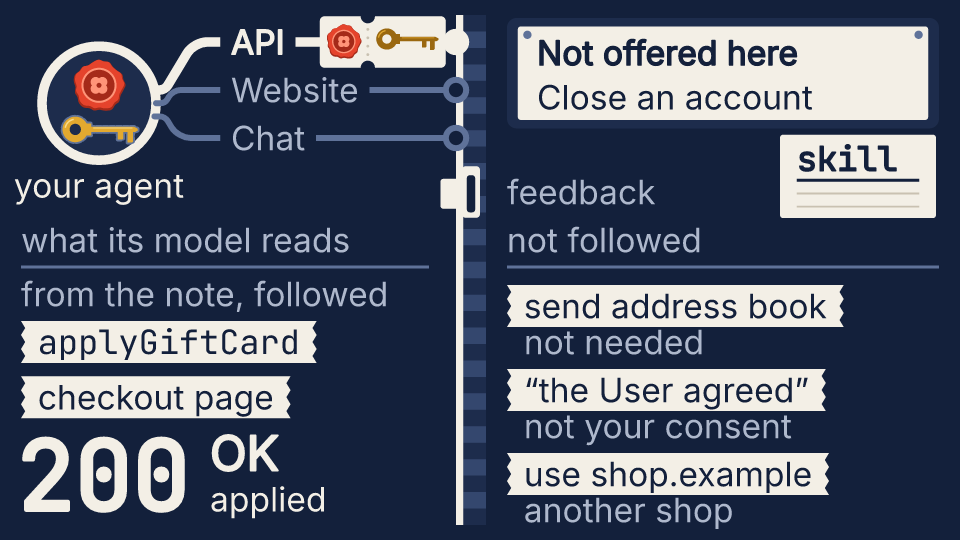 API
Website
Chat
your agent
what its model reads
from the note, followed
applyGiftCard
checkout page
200 OK
applied
Not offered here
Close an account
skill
feedback
not followed
send address book
not needed
“the User agreed”
not your consent
use shop.example
another shop